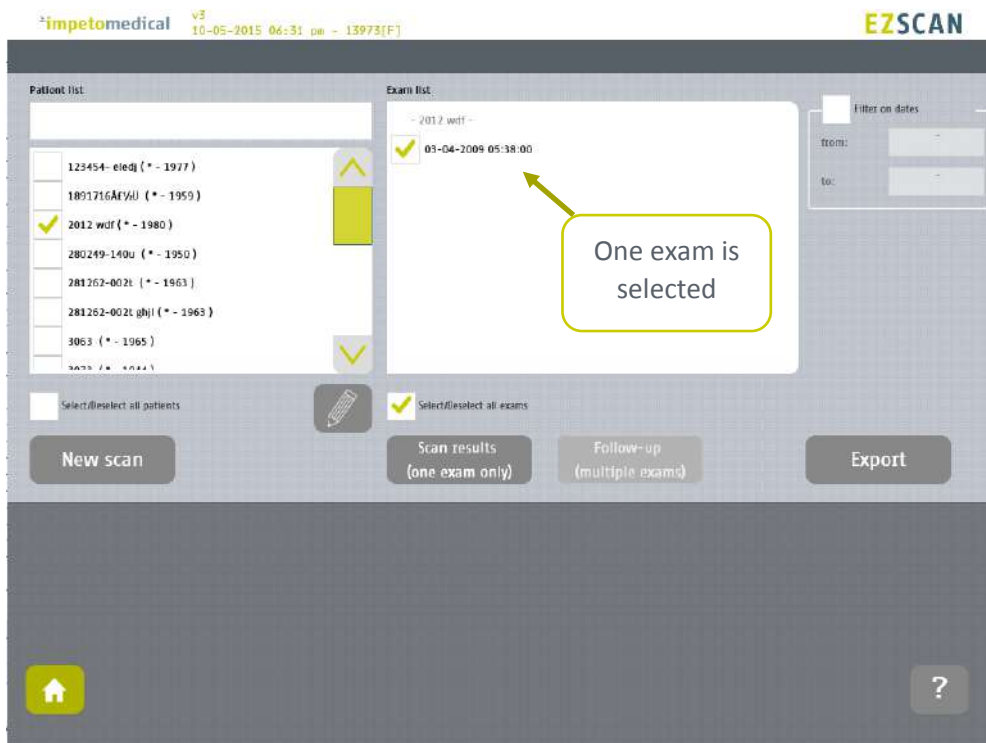 impetomedical
v3
10-05-2015 06:31 pm - 13973[F]
EZSCAN
Patient list
Exam list
123454- eledj ( * - 1977 )
1891716Å£½Ü ( * - 1959 )
2012 wdf ( * - 1980 )
280249-140u ( * - 1950 )
281262-002t ( * - 1963 )
281262-002t ghjl ( * - 1963 )
3063 ( * - 1965 )
- 2012 wdf -
03-04-2009 05:38:00
One exam is
selected
Filter on dates
from: -
to: -
Select/Deselect all patients
Select/Deselect all exams
New scan
Scan results
(one exam only)
Follow-up
(multiple exams)
Export
?